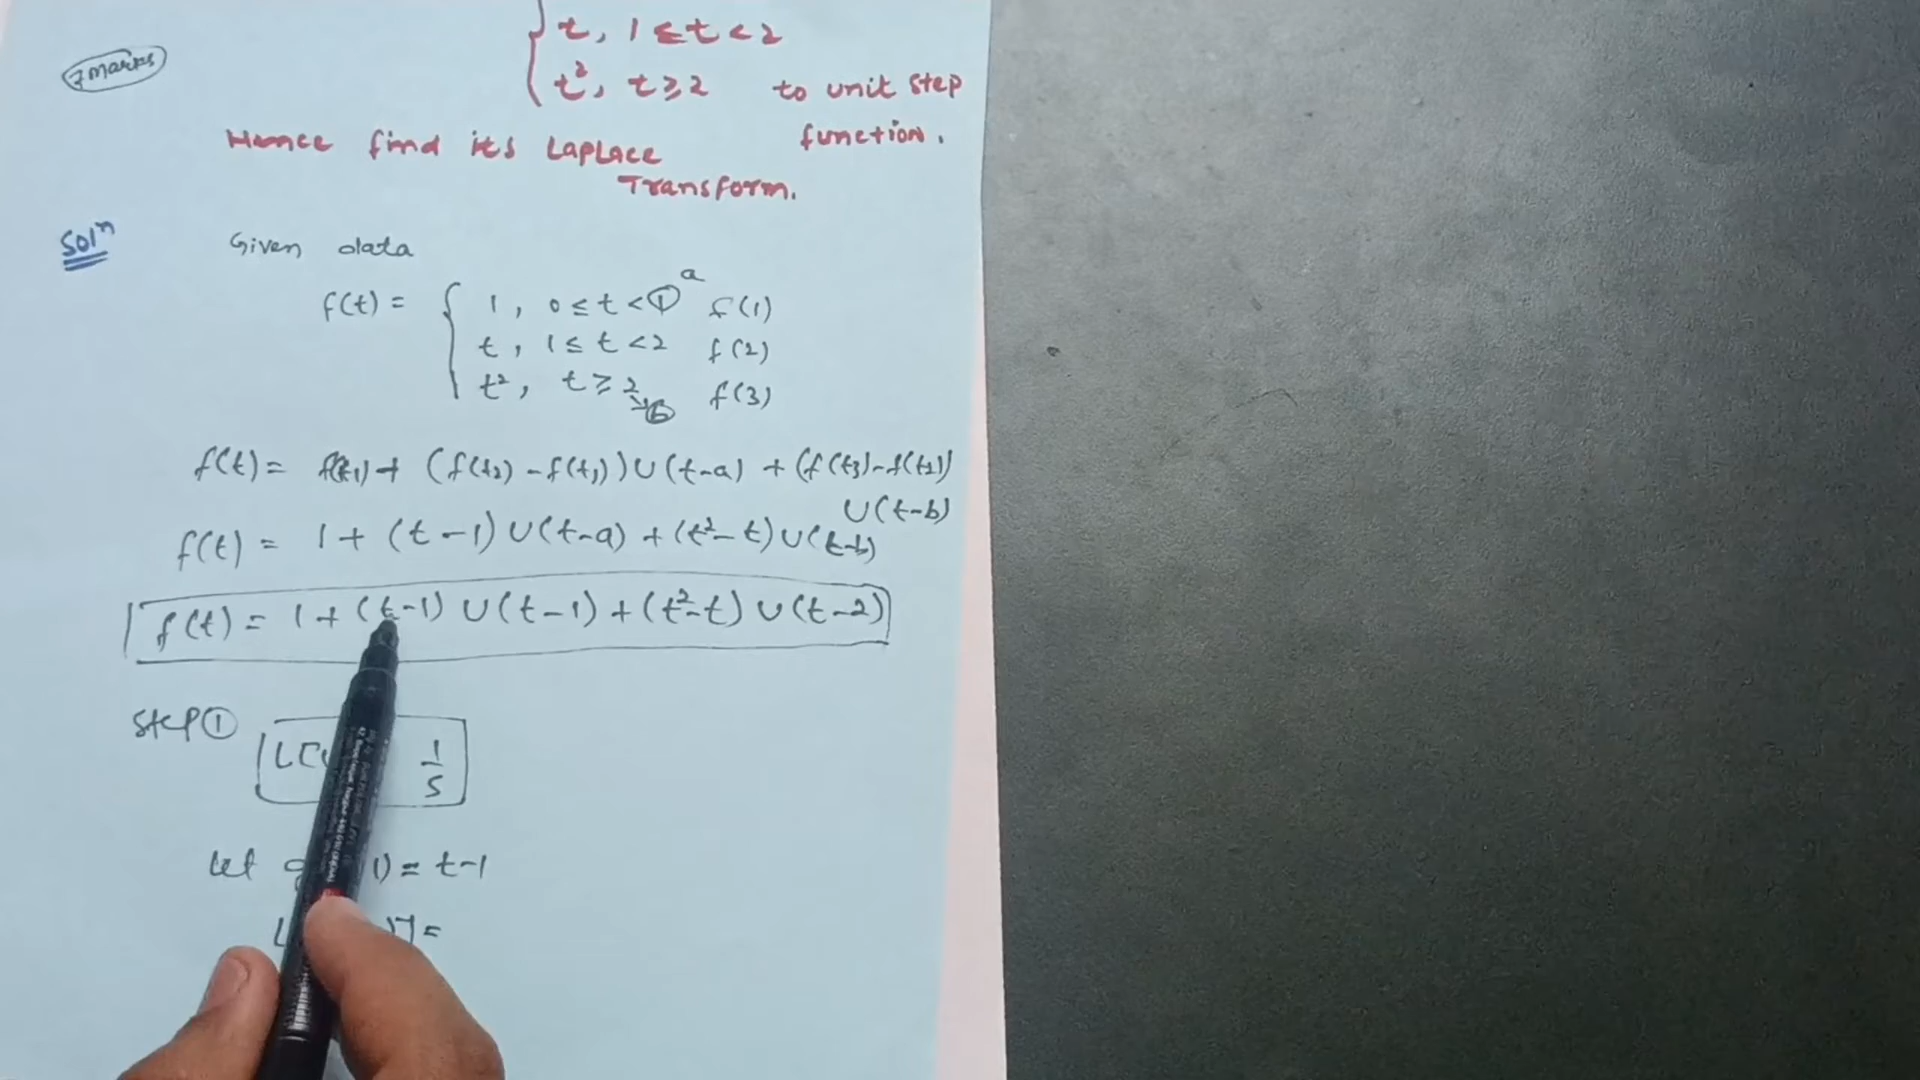 t, 1 ≤ t < 2
7 marks
t², t ≥ 2 to unit step
function.
Hence find its Laplace
Transform.
Solⁿ
Given data
f(t) = { 1, 0 ≤ t < ① a f(1)
t, 1 ≤ t < 2 f(2)
t², t ≥ 2 → ⓑ f(3)
f(t) = f(t₁) + (f(t₂) - f(t₁)) U(t-a) + (f(t₃) - f(t₂))
U(t-b)
f(t) = 1 + (t-1) U(t-a) + (t²-t) U(t-b)
f(t) = 1 + (t-1) U(t-1) + (t²-t) U(t-2)
Step ①
L[ 1/s
let 1) = t-1
L )] =